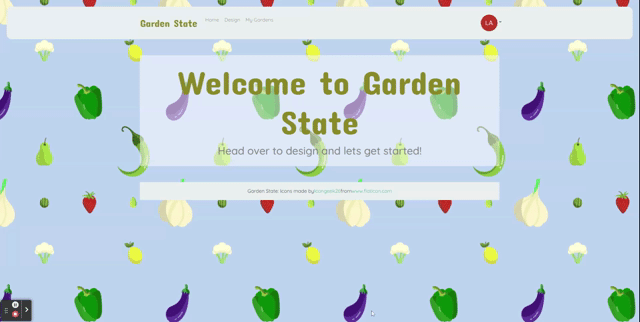 Garden State Home Design My Gardens LA
Welcome to Garden
State
Head over to design and lets get started!
Garden State: Icons made by from www.flaticon.com